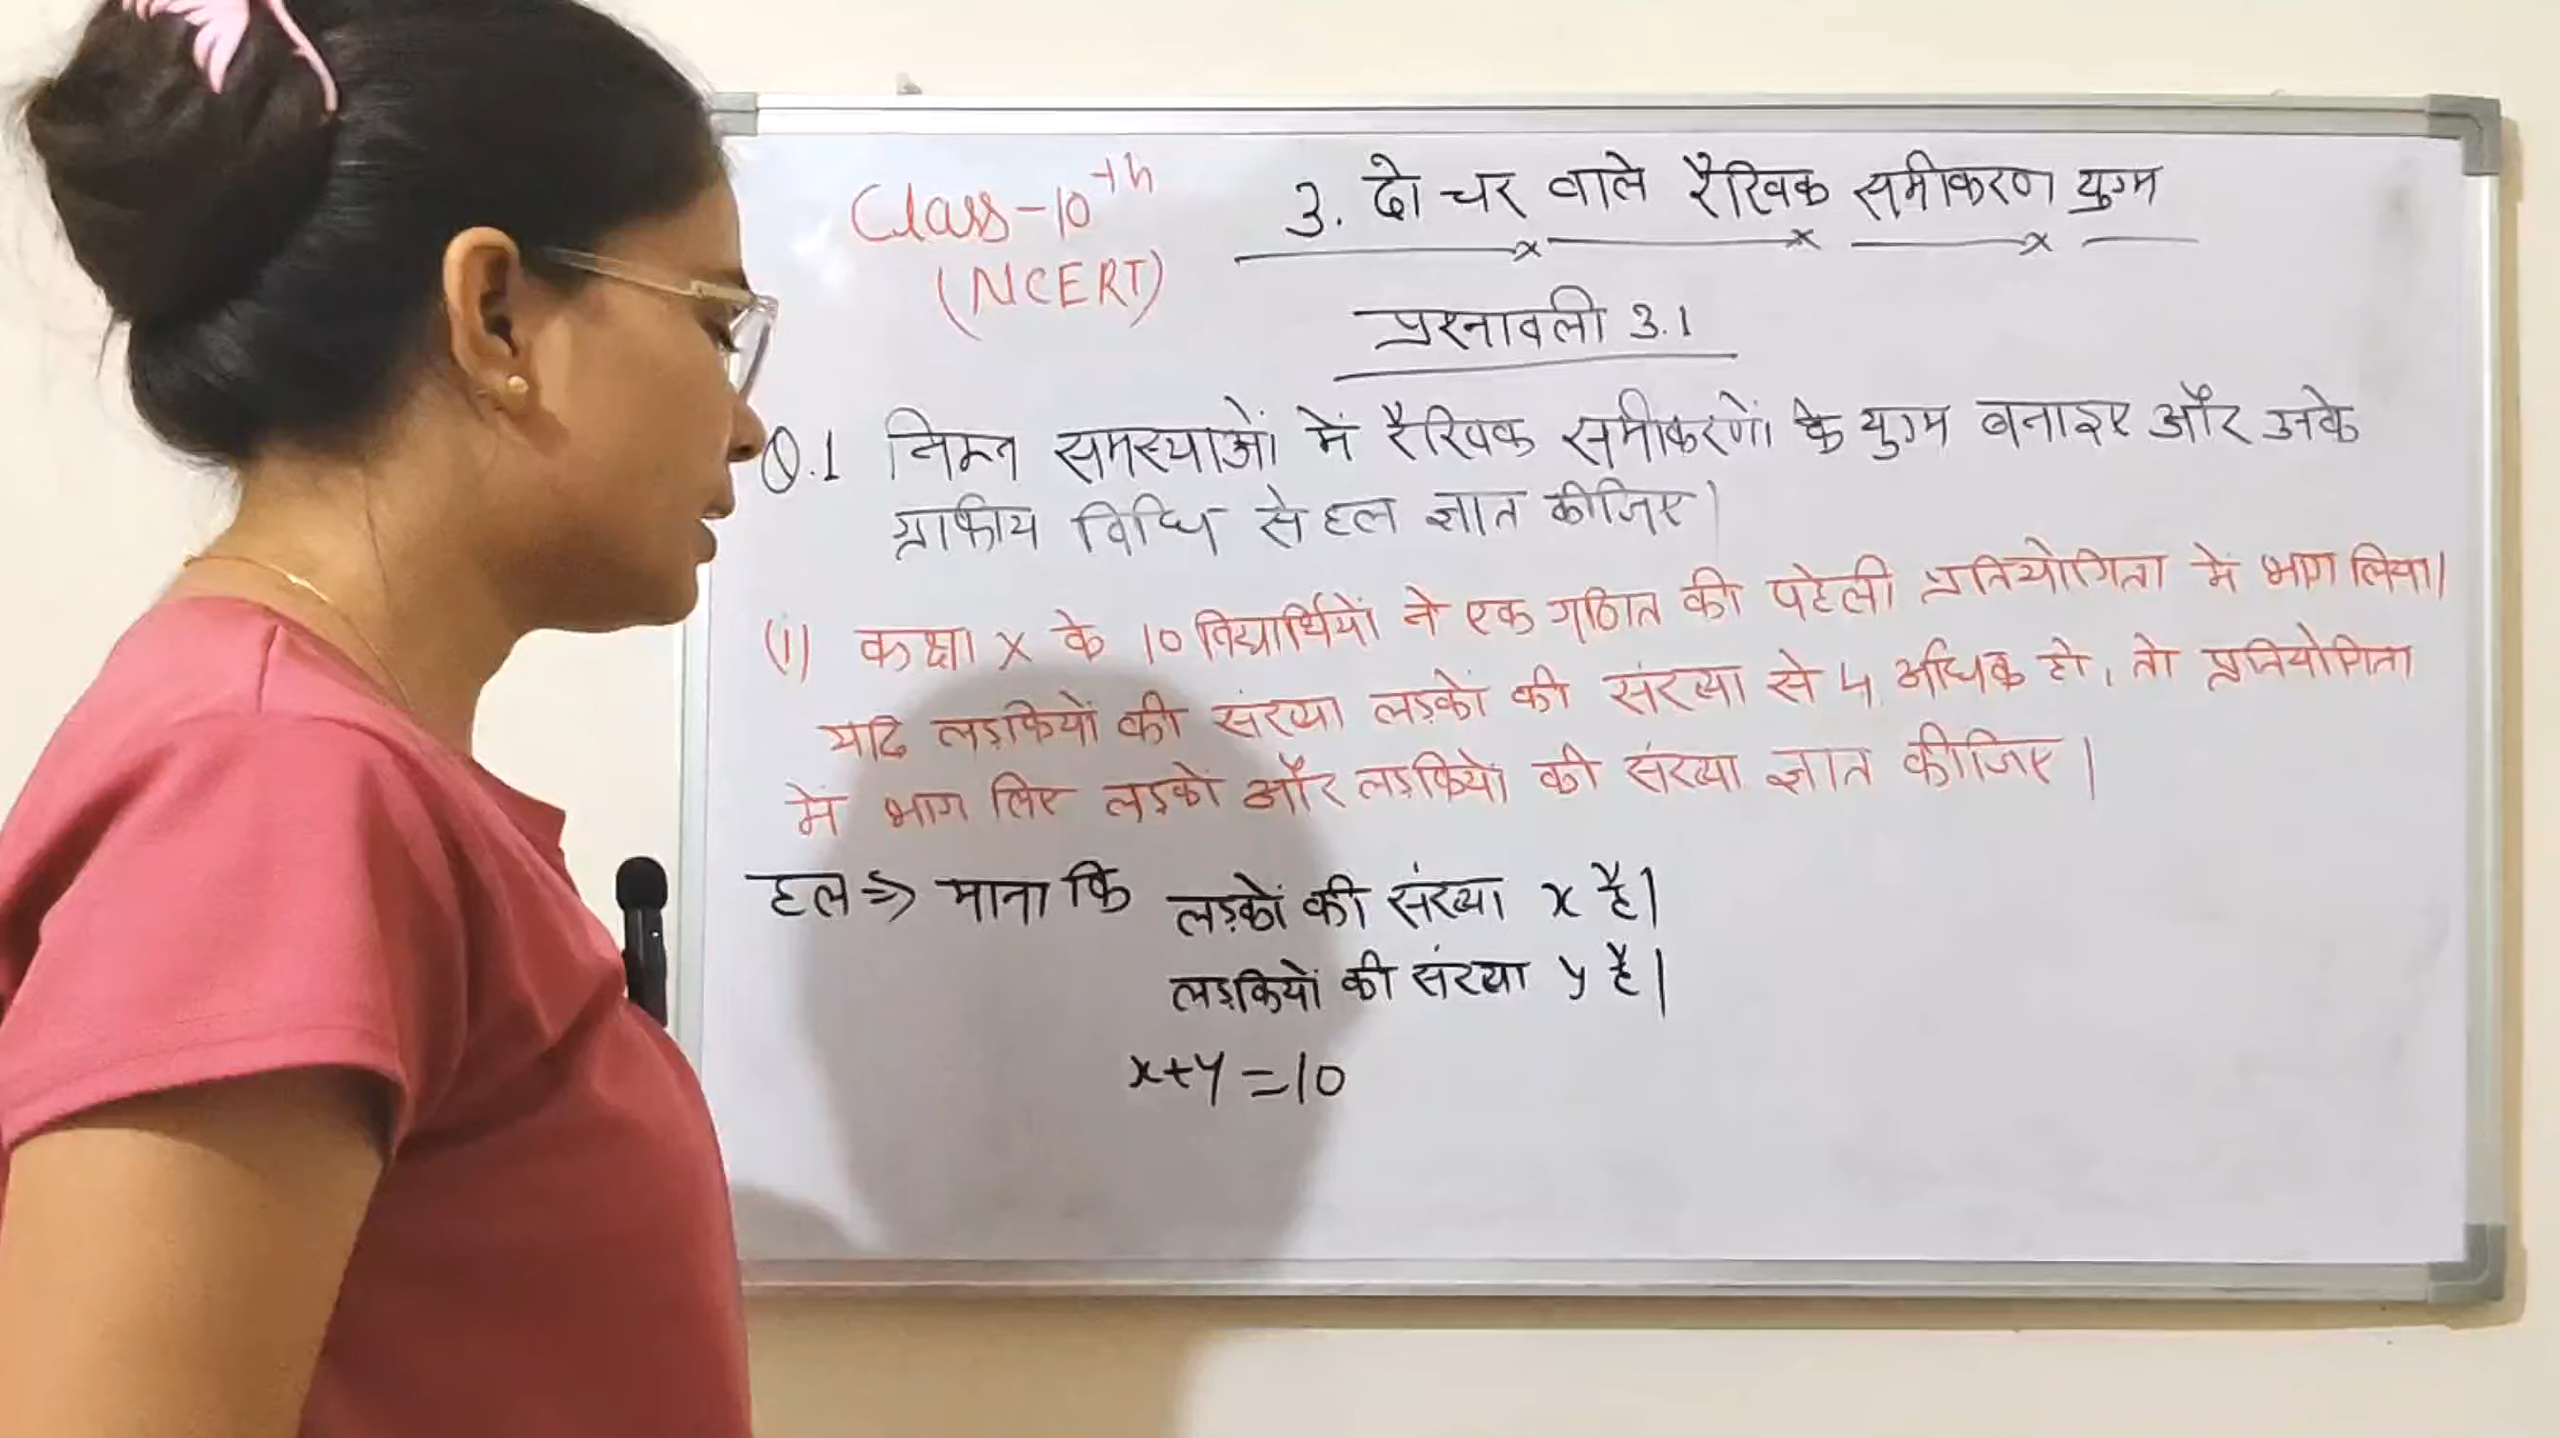 Class-10th
(NCERT)
3. दो चर वाले रैखिक समीकरण युग्म
प्रश्नावली 3.1
Q.1 निम्न समस्याओं में रैखिक समीकरणों के युग्म बनाइए और उनके
ग्राफीय विधि से हल ज्ञात कीजिए।
(i) कक्षा X के 10 विद्यार्थियों ने एक गणित की पहेली प्रतियोगिता में भाग लिया।
यदि लड़कियों की संख्या लड़कों की संख्या से 4 अधिक हो, तो प्रतियोगिता
में भाग लिए लड़कों और लड़कियों की संख्या ज्ञात कीजिए।
हल ⇒ माना कि लड़कों की संख्या x है।
लड़कियों की संख्या y है।
x+y =10